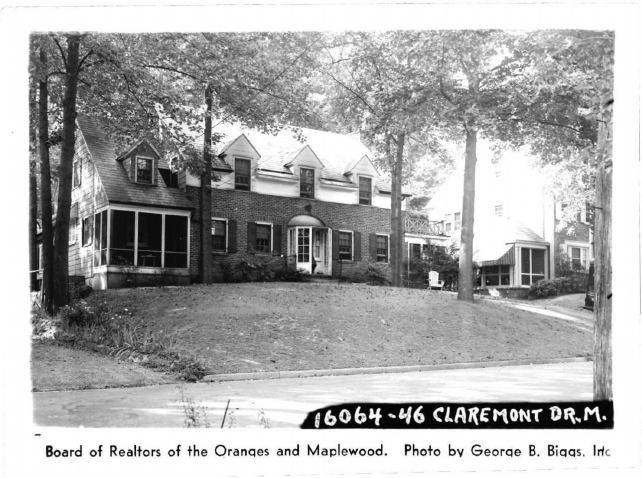 16064-46 CLAREMONT DR., M.
Board of Realtors of the Oranges and Maplewood. Photo by George B. Biggs, Inc